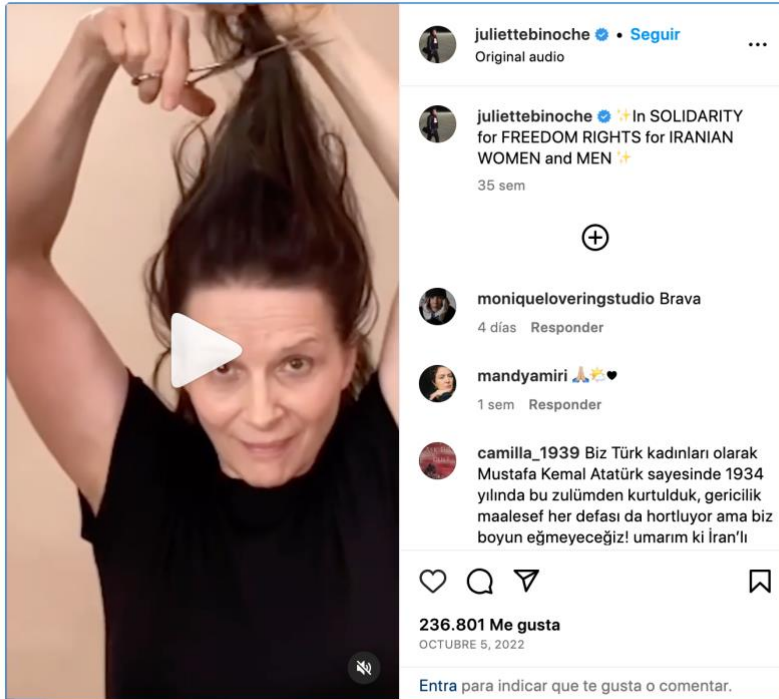 juliettebinoche • Seguir
Original audio
juliettebinoche ✨In SOLIDARITY
for FREEDOM RIGHTS for IRANIAN
WOMEN and MEN ✨
35 sem
moniqueloveringstudio Brava
4 días Responder
mandyamiri 🙏🏼🌤️🖤
1 sem Responder
camilla_1939 Biz Türk kadınları olarak
Mustafa Kemal Atatürk sayesinde 1934
yılında bu zulümden kurtulduk, gericilik
maalesef her defası da hortluyor ama biz
boyun eğmeyeceğiz! umarım ki İran’lı
236.801 Me gusta
OCTUBRE 5, 2022
Entra para indicar que te gusta o comentar.